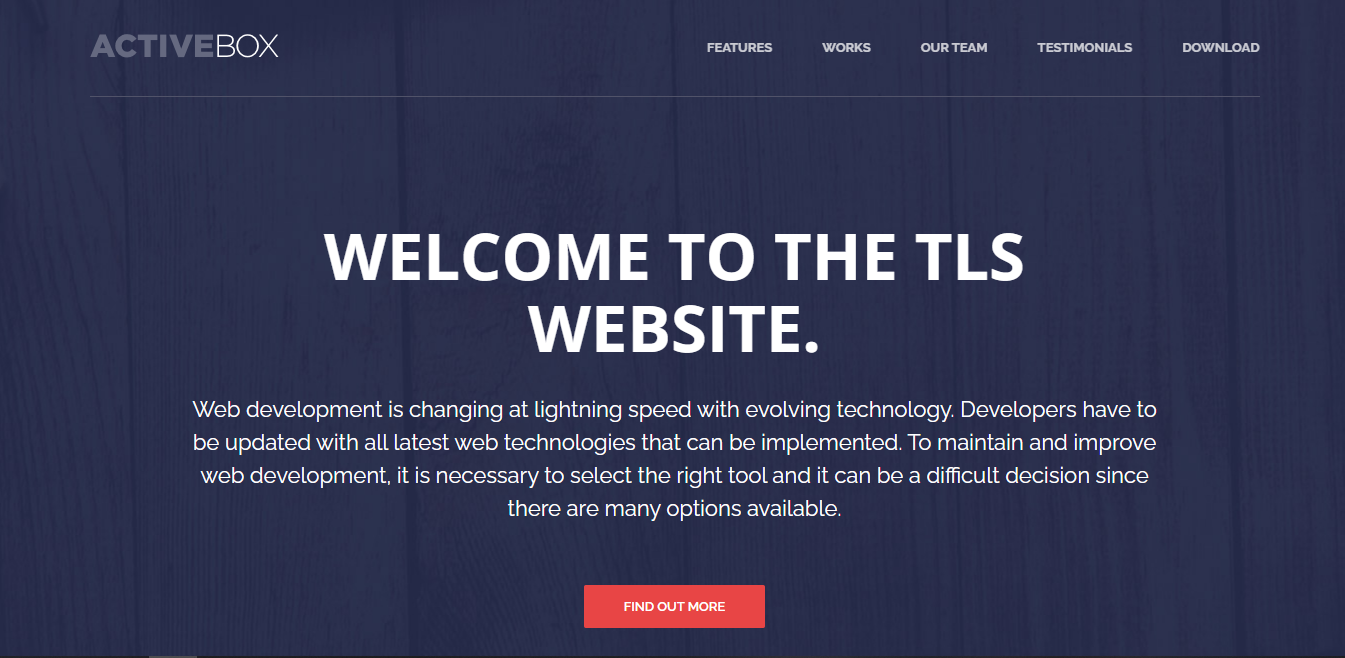 ACTIVEBOX
FEATURES WORKS OUR TEAM TESTIMONIALS DOWNLOAD
WELCOME TO THE TLS
WEBSITE.
Web development is changing at lightning speed with evolving technology. Developers have to
be updated with all latest web technologies that can be implemented. To maintain and improve
web development, it is necessary to select the right tool and it can be a difficult decision since
there are many options available.
FIND OUT MORE